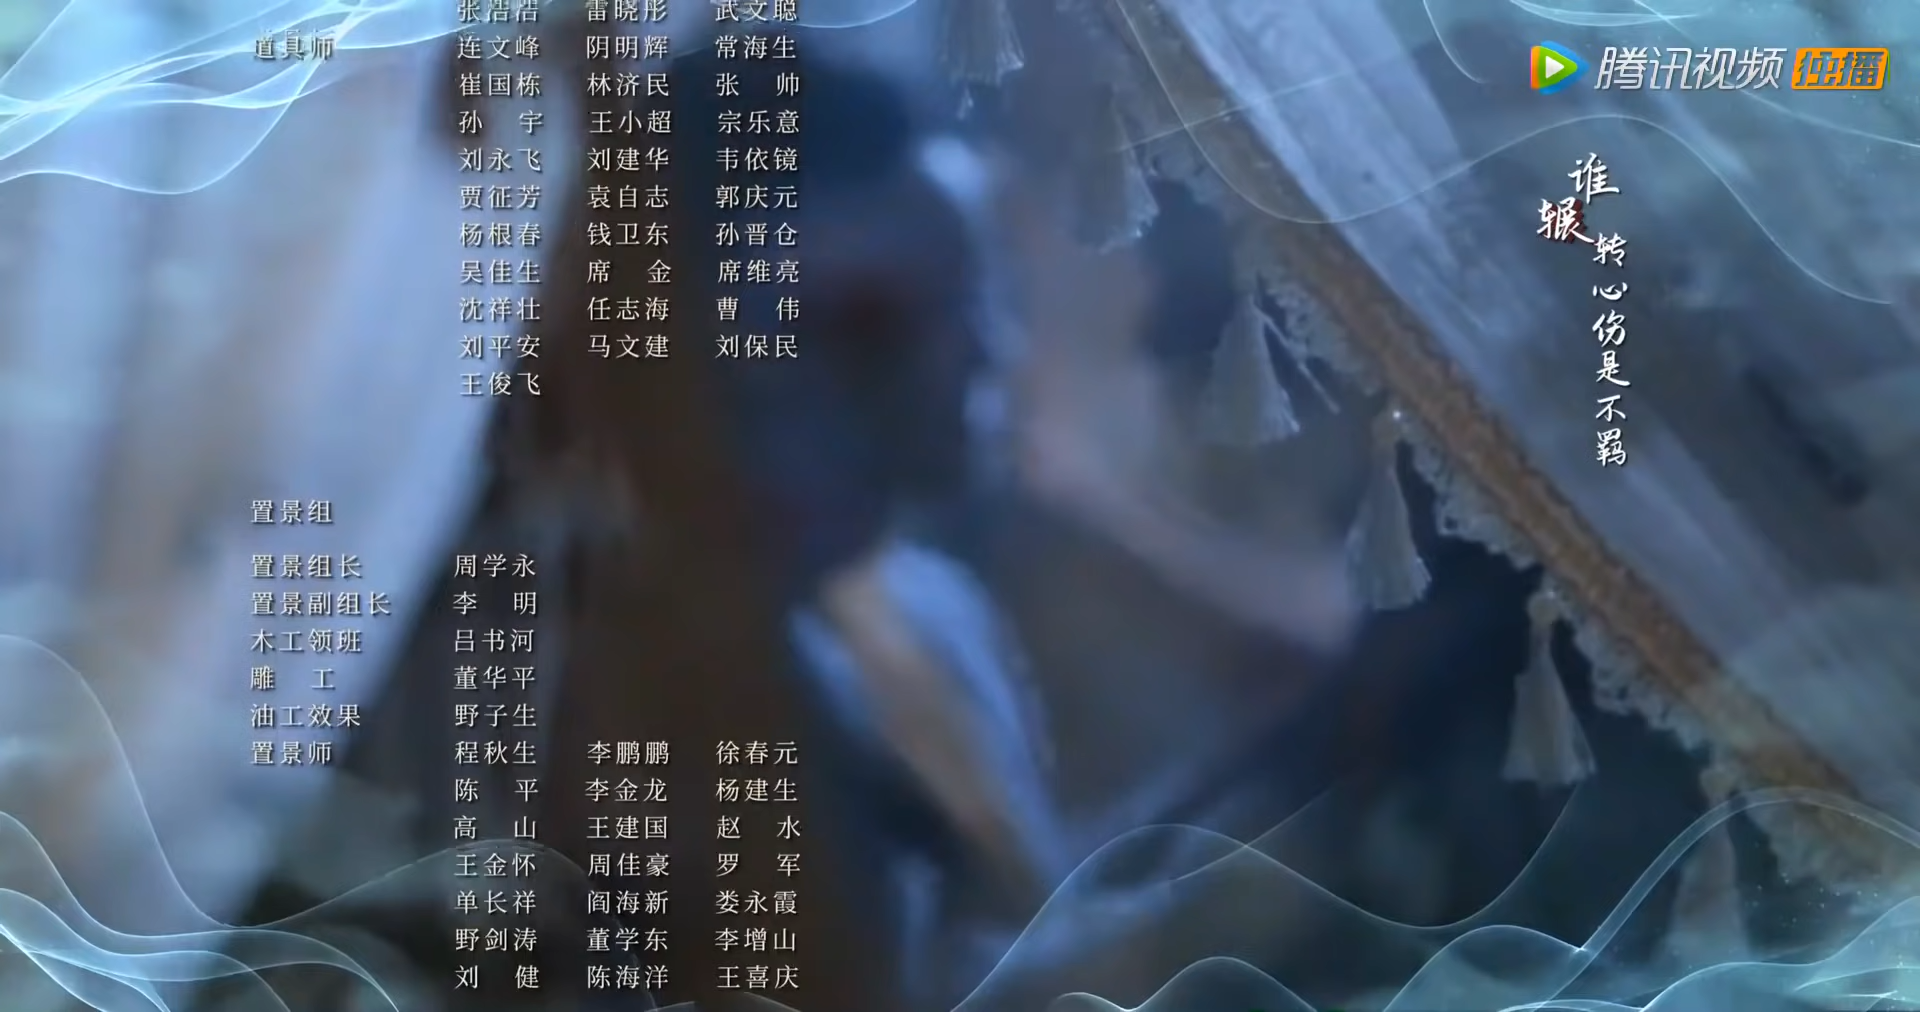 张浩浩 雷晓彤 武文聪
道具师 连文峰 阴明辉 常海生
崔国栋 林济民 张 帅
孙 宇 王小超 宗乐意
刘永飞 刘建华 韦依镜
贾征芳 袁自志 郭庆元
杨根春 钱卫东 孙晋仓
吴佳生 席 金 席维亮
沈祥壮 任志海 曹 伟
刘平安 马文建 刘保民
王俊飞
置景组
置景组长 周学永
置景副组长 李 明
木工领班 吕书河
雕 工 董华平
油工效果 野子生
置景师 程秋生 李鹏鹏 徐春元
陈 平 李金龙 杨建生
高 山 王建国 赵 水
王金怀 周佳豪 罗 军
单长祥 阎海新 娄永霞
野剑涛 董学东 李增山
刘 健 陈海洋 王喜庆
腾讯视频 独播
谁辗转心伤是不羁